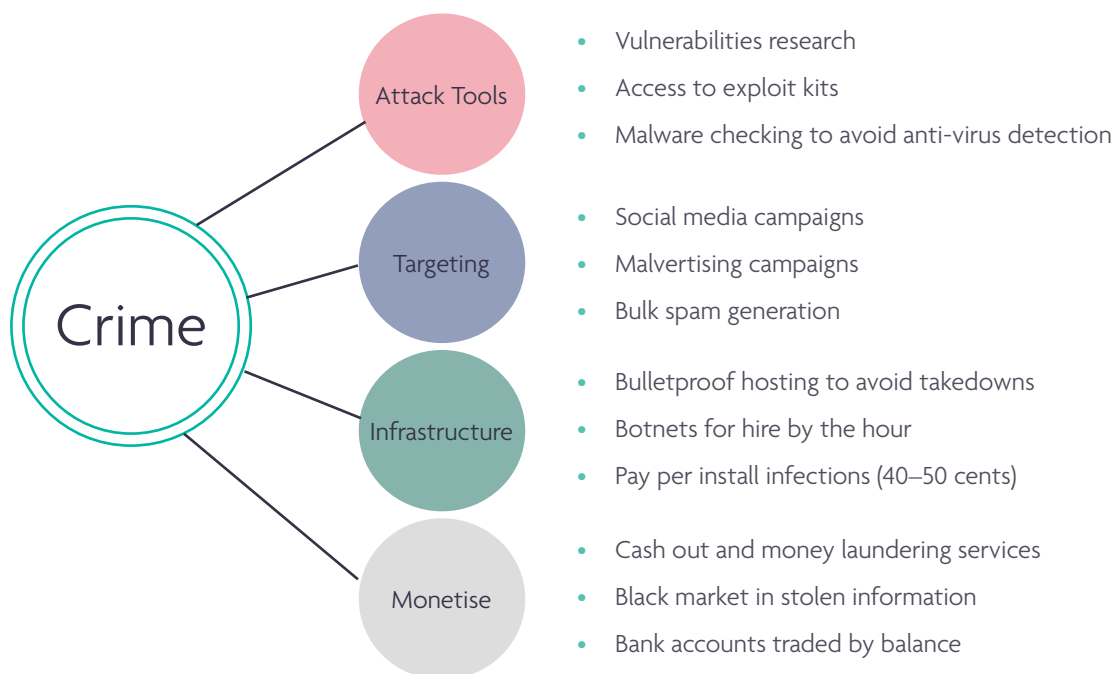 Crime
Attack Tools
• Vulnerabilities research
• Access to exploit kits
• Malware checking to avoid anti-virus detection
Targeting
• Social media campaigns
• Malvertising campaigns
• Bulk spam generation
Infrastructure
• Bulletproof hosting to avoid takedowns
• Botnets for hire by the hour
• Pay per install infections (40–50 cents)
Monetise
• Cash out and money laundering services
• Black market in stolen information
• Bank accounts traded by balance